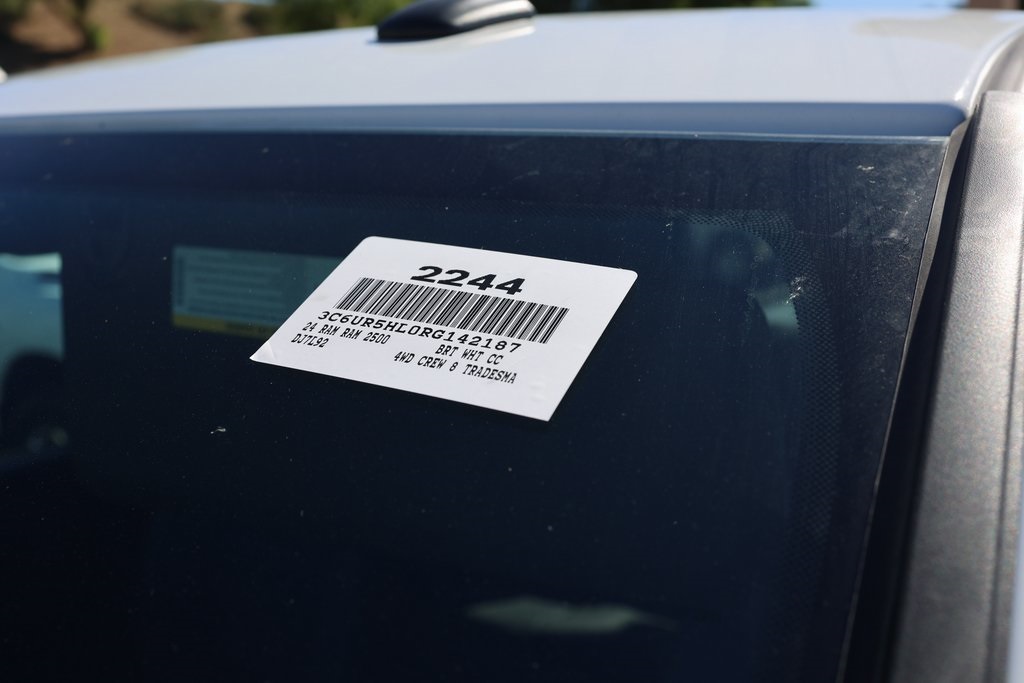 2244
3C6UR5HL0RG142187
24 RAM RAM 2500 BRT WHT CC
DJ7L92 4WD CREW 8 TRADESMA